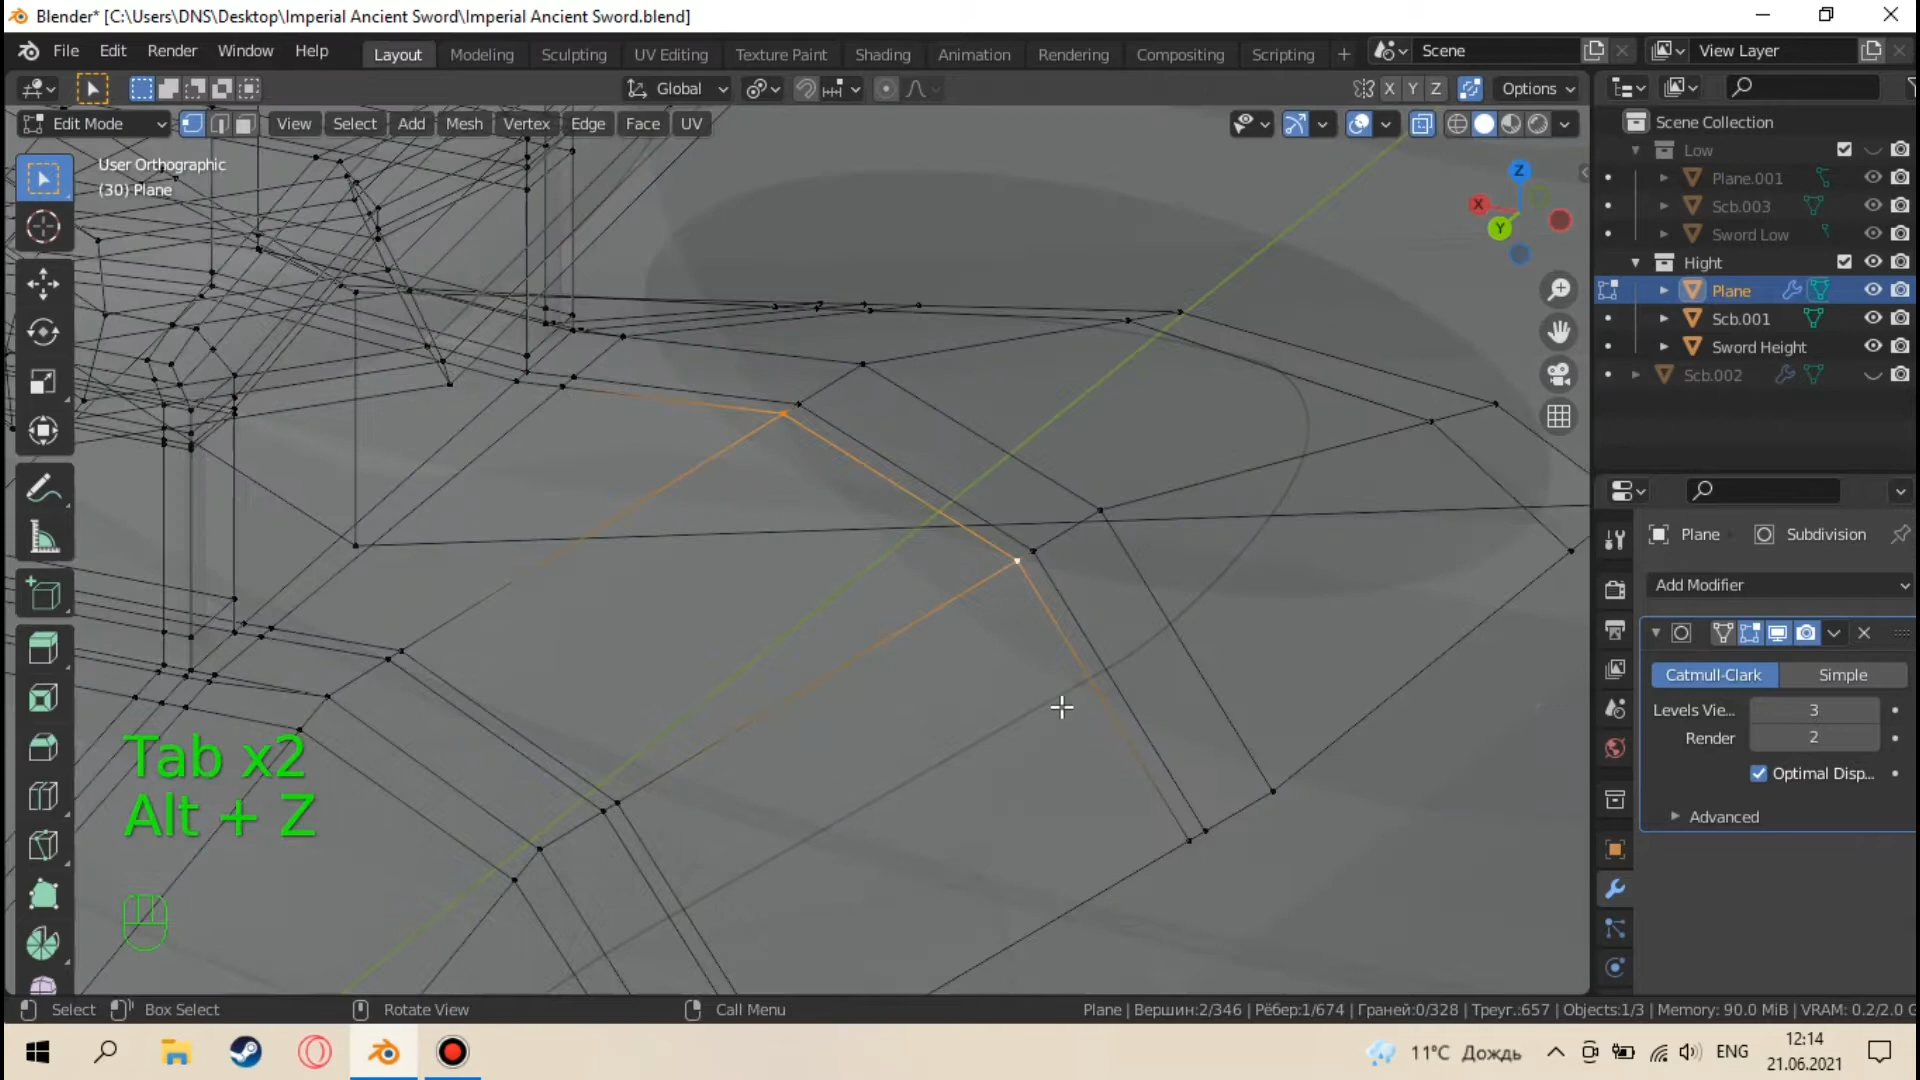 Blender* [C:\Users\DNS\Desktop\Imperial Ancient Sword\Imperial Ancient Sword.blend]
File Edit Render Window Help Layout Modeling Sculpting UV Editing Texture Paint Shading Animation Rendering Compositing Scripting + Scene View Layer
Global X Y Z Options
Edit Mode View Select Add Mesh Vertex Edge Face UV
Scene Collection
User Orthographic
(30) Plane
Low
Plane.001
Scb.003
Sword Low
Hight
Plane
Scb.001
Sword Height
Scb.002
Z
X
Y
Plane Subdivision
Add Modifier
Catmull-Clark Simple
Levels Vie... 3
Render 2
Optimal Disp...
Advanced
Tab x2
Alt + Z
Select Box Select Rotate View Call Menu Plane | Вершин:2/346 | Рёбер:1/674 | Граней:0/328 | Треуг.:657 | Objects:1/3 | Memory: 90.0 MiB | VRAM: 0.2/2.0 G
11°C Дождь ENG 12:14
21.06.2021